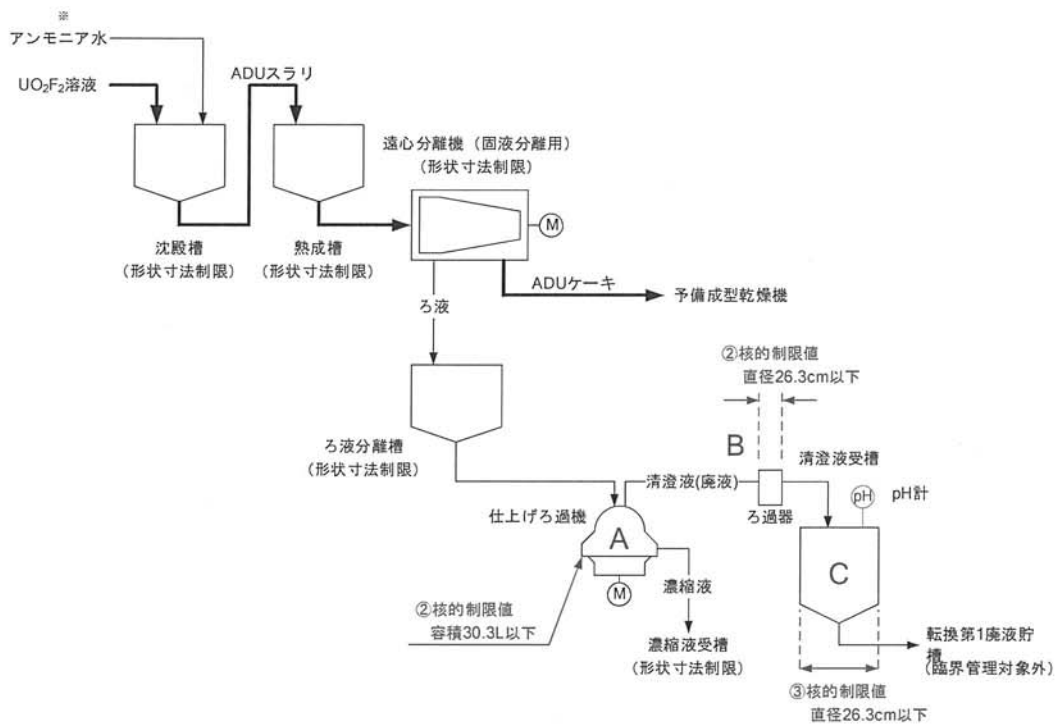 ※
アンモニア水
UO₂F₂溶液
ADUスラリ
沈殿槽
(形状寸法制限)
熟成槽
(形状寸法制限)
遠心分離機（固液分離用）
(形状寸法制限)
M
ADUケーキ
予備成型乾燥機
ろ液
ろ液分離槽
(形状寸法制限)
②核的制限値
直径26.3cm以下
B
清澄液(廃液)
ろ過器
清澄液受槽
pH
pH計
仕上げろ過機
A
M
C
濃縮液
②核的制限値
容積30.3L以下
濃縮液受槽
(形状寸法制限)
転換第1廃液貯
槽
(臨界管理対象外)
③核的制限値
直径26.3cm以下